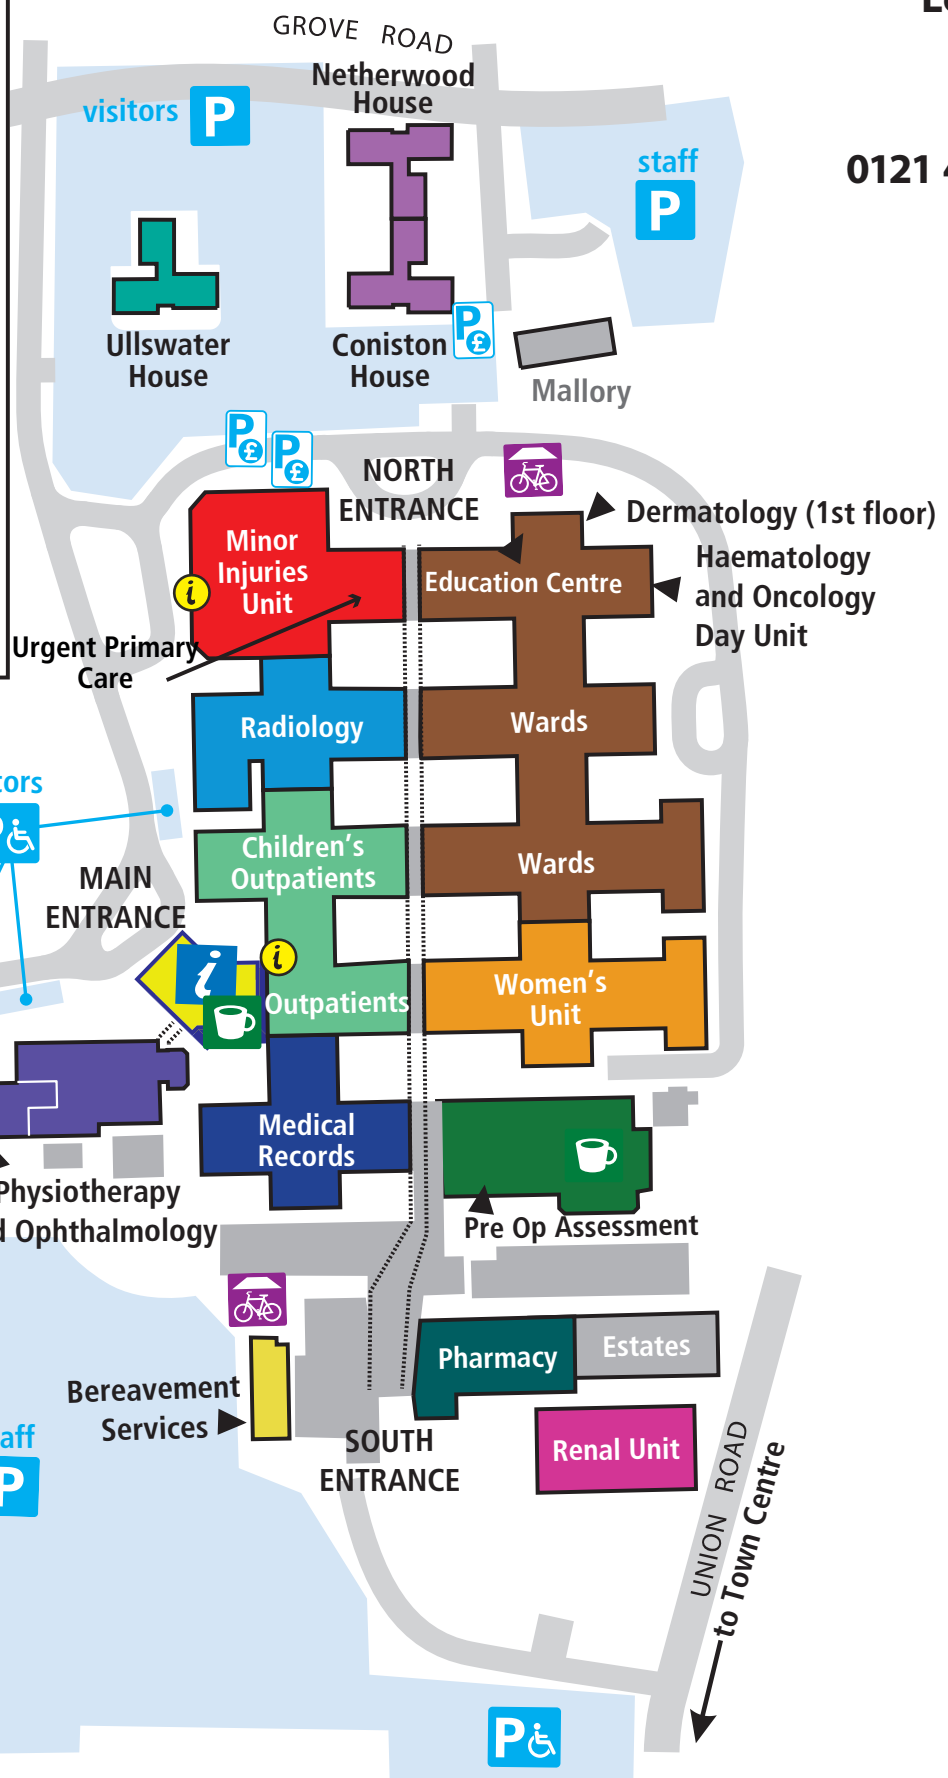 GROVE ROAD
Netherwood
House
visitors P
staff
P
0121
Ullswater
House
Coniston
House
P£
Mallory
P£
P£
NORTH
ENTRANCE
Dermatology (1st floor)
Haematology
and Oncology
Day Unit
Minor
Injuries
Unit
i
Education Centre
Urgent Primary
Care
Radiology
Wards
P
Children's
Outpatients
Wards
MAIN
ENTRANCE
i
i
Outpatients
Women's
Unit
Medical
Records
Physiotherapy
Ophthalmology
Pre Op Assessment
Pharmacy
Estates
Bereavement
Services
P
SOUTH
ENTRANCE
Renal Unit
UNION ROAD
to Town Centre
P